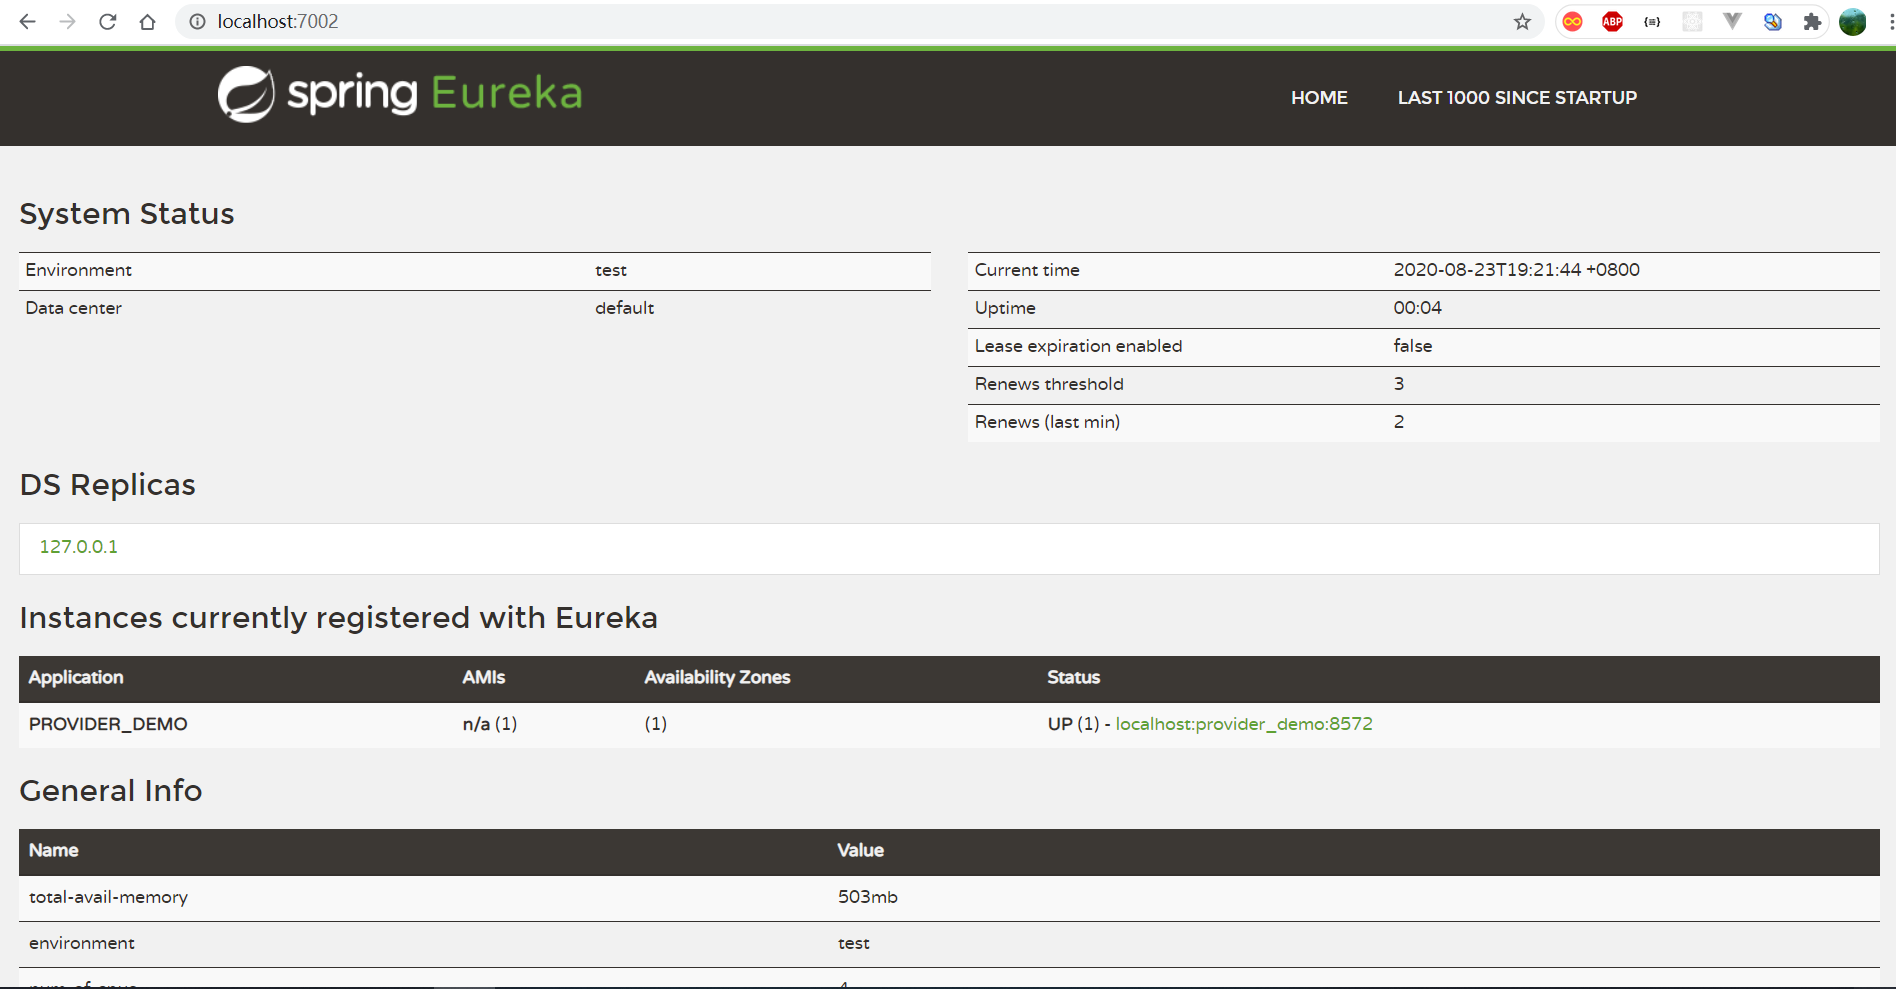 localhost:7002
ABP
spring Eureka
HOME LAST 1000 SINCE STARTUP
System Status
Environment test
Data center default
Current time 2020-08-23T19:21:44 +0800
Uptime 00:04
Lease expiration enabled false
Renews threshold 3
Renews (last min) 2
DS Replicas
127.0.0.1
Instances currently registered with Eureka
Application AMIs Availability Zones Status
PROVIDER_DEMO n/a (1) (1) UP (1) - localhost:provider_demo:8572
General Info
Name Value
total-avail-memory 503mb
environment test